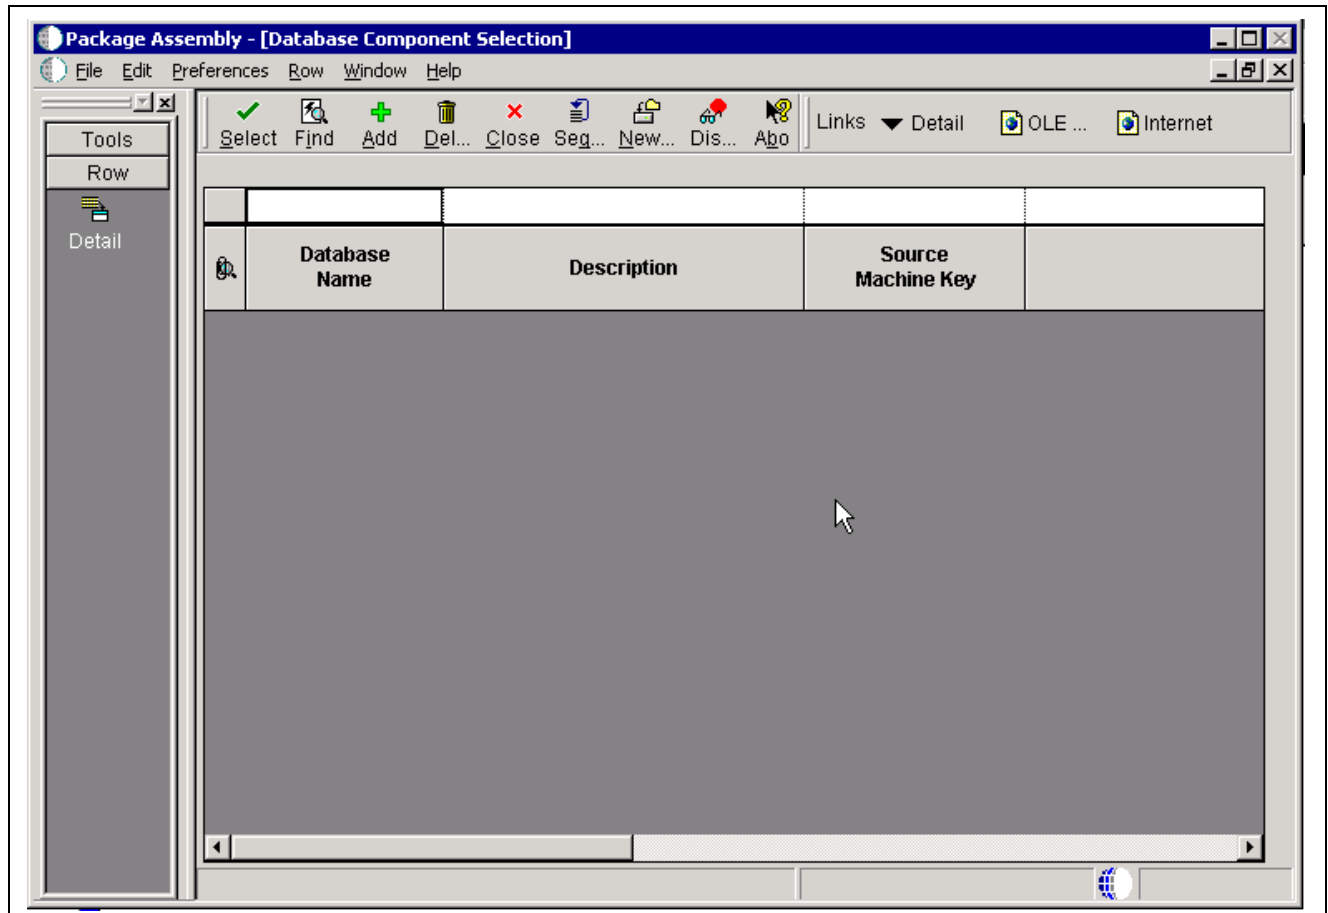 Package Assembly - [Database Component Selection]
File Edit Preferences Row Window Help
Select Find Add Del... Close Seq... New... Dis... Abo Links Detail OLE ... Internet
Tools
Row
Detail
Database
Name
Description
Source
Machine Key